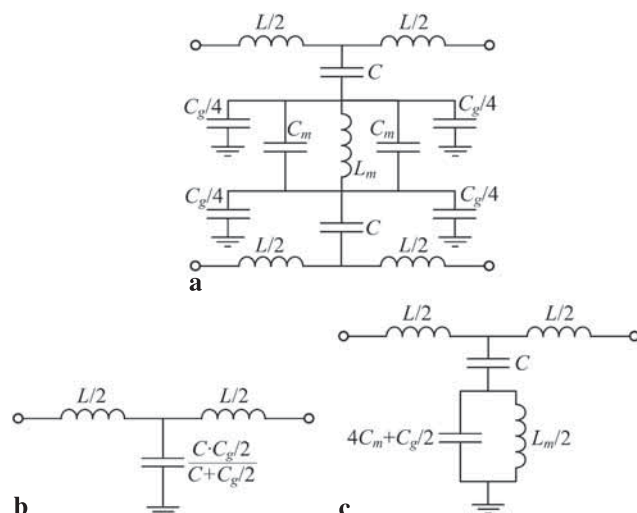 L/2 L/2
C
C_g/4 C_g/4
C_m C_m
L_m
C_g/4 C_g/4
C
L/2 L/2
a
L/2 L/2
C
4C_m+C_g/2 L_m/2
c
L/2 L/2
C·C_g/2
C+C_g/2
b